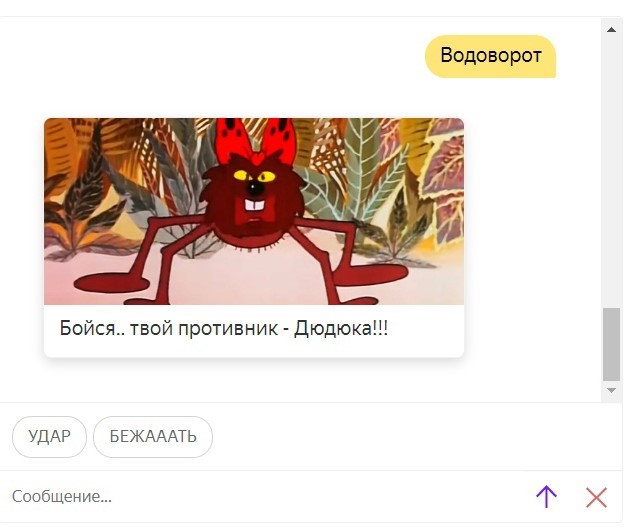 Водоворот
Бойся.. твой противник - Дюдюка!!!
УДАР
БЕЖАААТЬ
Сообщение...